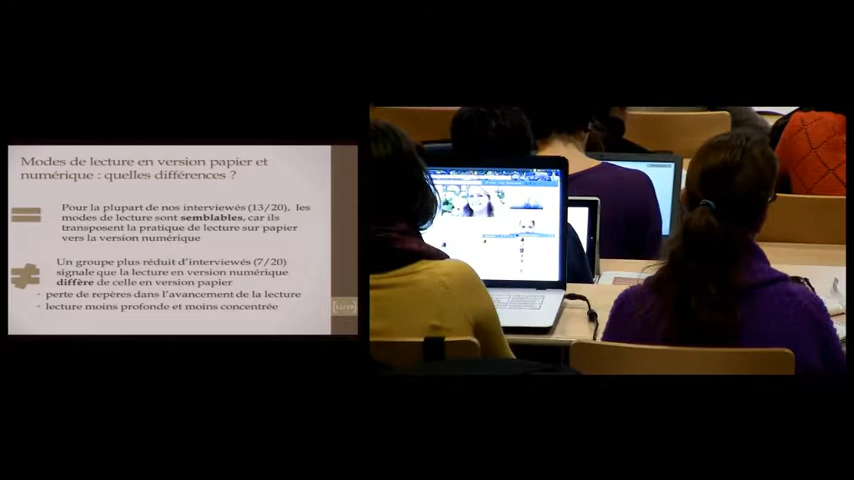 Modes de lecture en version papier et
numérique : quelles différences ?
Pour la plupart de nos interviewés (13/20), les
modes de lecture sont semblables, car ils
transposent la pratique de lecture sur papier
vers la version numérique
Un groupe plus réduit d'interviewés (7/20)
signale que la lecture en version numérique
diffère de celle en version papier
• perte de repères dans l'avancement de la lecture
• lecture moins profonde et moins concentrée